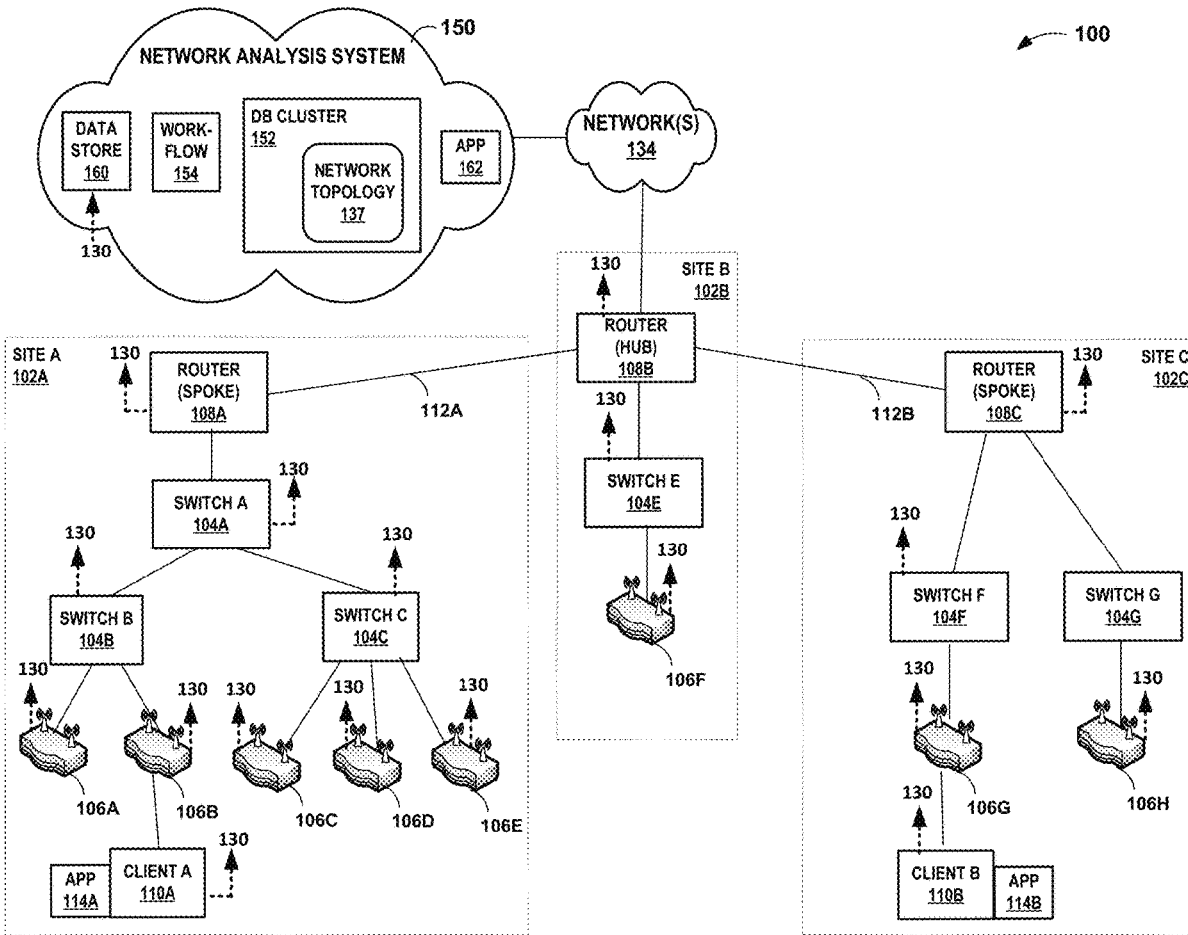 150
100
NETWORK ANALYSIS SYSTEM
DATA
STORE
160
WORK-
FLOW
154
DB CLUSTER
152
NETWORK
TOPOLOGY
137
APP
162
NETWORK(S)
134
130
SITE B
102B
130
ROUTER
(HUB)
108B
130
SWITCH E
104E
130
106F
SITE A
102A
130
ROUTER
(SPOKE)
108A
112A
SWITCH A
104A
130
130
SWITCH B
104B
130
SWITCH C
104C
130
130
130
130
130
106A
106B
106C
106D
106E
APP
114A
CLIENT A
110A
130
112B
SITE C
102C
ROUTER
(SPOKE)
108C
130
130
SWITCH F
104F
SWITCH G
104G
130
130
106G
106H
130
CLIENT B
110B
APP
114B